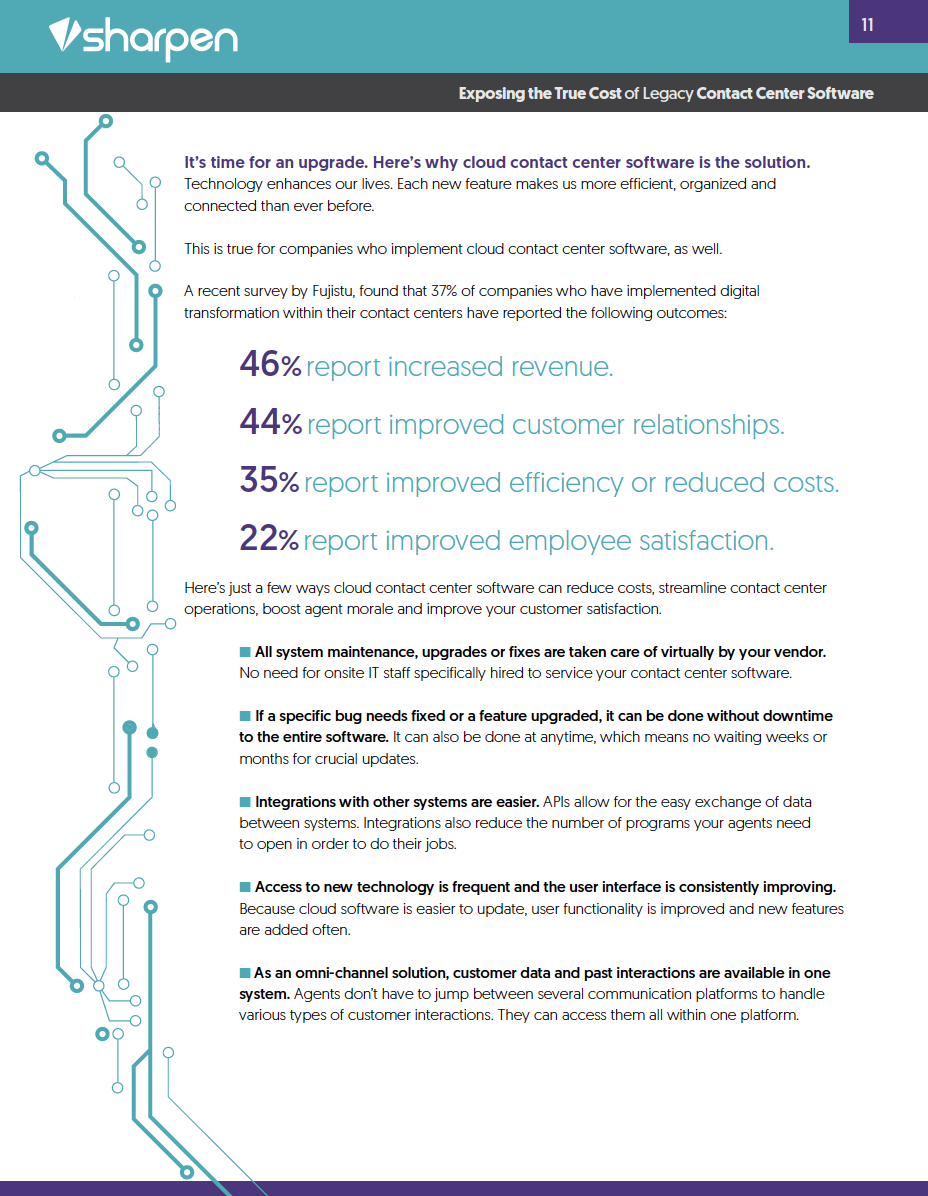 sharpen
11
Exposing the True Cost of Legacy Contact Center Software
It's time for an upgrade. Here's why cloud contact center software is the solution.
Technology enhances our lives. Each new feature makes us more efficient, organized and
connected than ever before.
This is true for companies who implement cloud contact center software, as well.
A recent survey by Fujistu, found that 37% of companies who have implemented digital
transformation within their contact centers have reported the following outcomes:
46% report increased revenue.
44% report improved customer relationships.
35% report improved efficiency or reduced costs.
22% report improved employee satisfaction.
Here's just a few ways cloud contact center software can reduce costs, streamline contact center
operations, boost agent morale and improve your customer satisfaction.
■ All system maintenance, upgrades or fixes are taken care of virtually by your vendor.
No need for onsite IT staff specifically hired to service your contact center software.
■ If a specific bug needs fixed or a feature upgraded, it can be done without downtime
to the entire software. It can also be done at anytime, which means no waiting weeks or
months for crucial updates.
■ Integrations with other systems are easier. APIs allow for the easy exchange of data
between systems. Integrations also reduce the number of programs your agents need
to open in order to do their jobs.
■ Access to new technology is frequent and the user interface is consistently improving.
Because cloud software is easier to update, user functionality is improved and new features
are added often.
■ As an omni-channel solution, customer data and past interactions are available in one
system. Agents don't have to jump between several communication platforms to handle
various types of customer interactions. They can access them all within one platform.